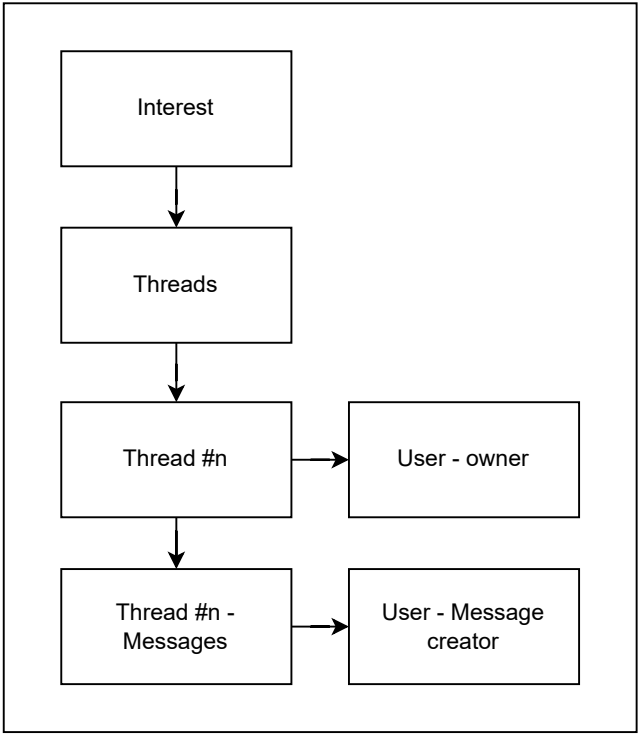 Interest
Threads
Thread #n
User - owner
Thread #n -
Messages
User - Message
creator